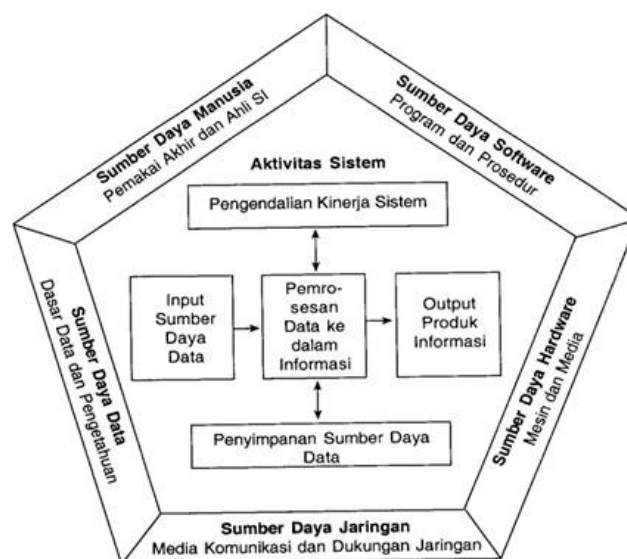 Sumber Daya Manusia
Pemakai Akhir dan Ahli SI
Sumber Daya Software
Program dan Prosedur
Aktivitas Sistem
Pengendalian Kinerja Sistem
Input
Sumber
Daya
Data
Pemro-
sesan
Data ke
dalam
Informasi
Output
Produk
Informasi
Penyimpanan Sumber Daya
Data
Sumber Daya Data
Dasar Data dan Pengetahuan
Sumber Daya Hardware
Mesin dan Media
Sumber Daya Jaringan
Media Komunikasi dan Dukungan Jaringan